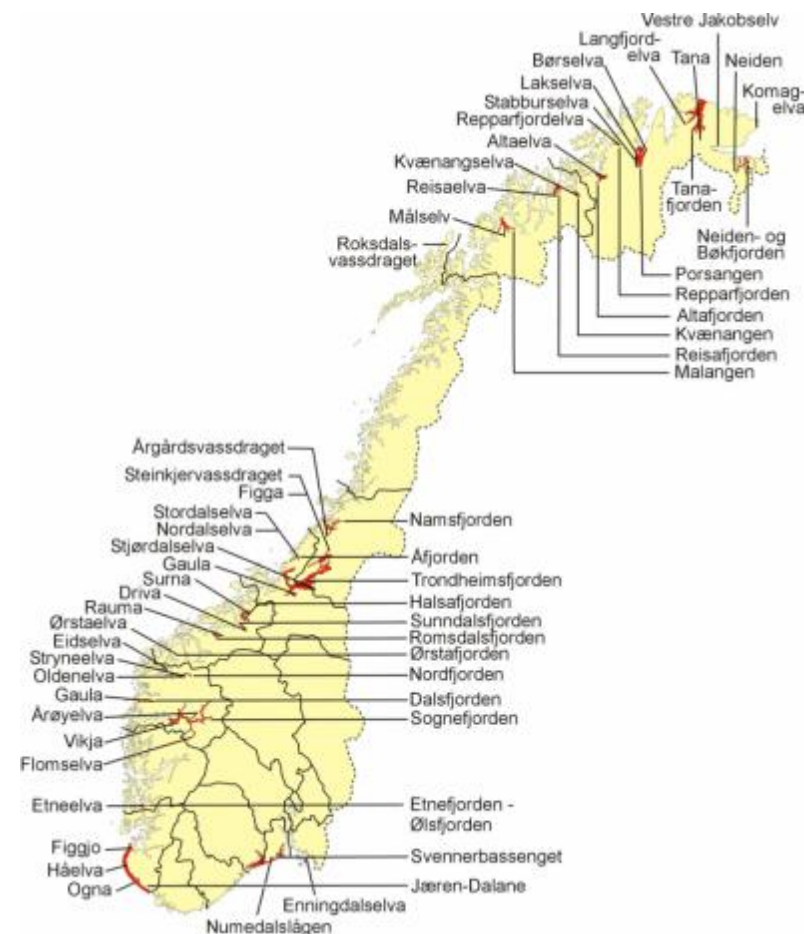 Vestre Jakobselv
Langfjord-
elva
Tana
Neiden
Børselva
Komag-
elva
Lakselva
Stabburselva
Repparfjordelva
Altaelva
Kvænangselva
Reisaelva
Tana-
fjorden
Målselv
Neiden- og
Bøkfjorden
Roksdals-
vassdraget
Porsangen
Repparfjorden
Altafjorden
Kvænangen
Reisafjorden
Malangen
Årgårdsvassdraget
Steinkjervassdraget
Figga
Stordalselva
Nordalselva
Stjørdalselva
Gaula
Surna
Driva
Rauma
Ørstaelva
Eidselva
Stryneelva
Oldenelva
Gaula
Årøyelva
Vikja
Flomselva
Etneelva
Figgjo
Håelva
Ogna
Namsfjorden
Åfjorden
Trondheimsfjorden
Halsafjorden
Sunndalsfjorden
Romsdalsfjorden
Ørstafjorden
Nordfjorden
Dalsfjorden
Sognefjorden
Etnefjorden -
Ølsfjorden
Svennerbassenget
Jæren-Dalane
Enningdalselva
Numedalslågen